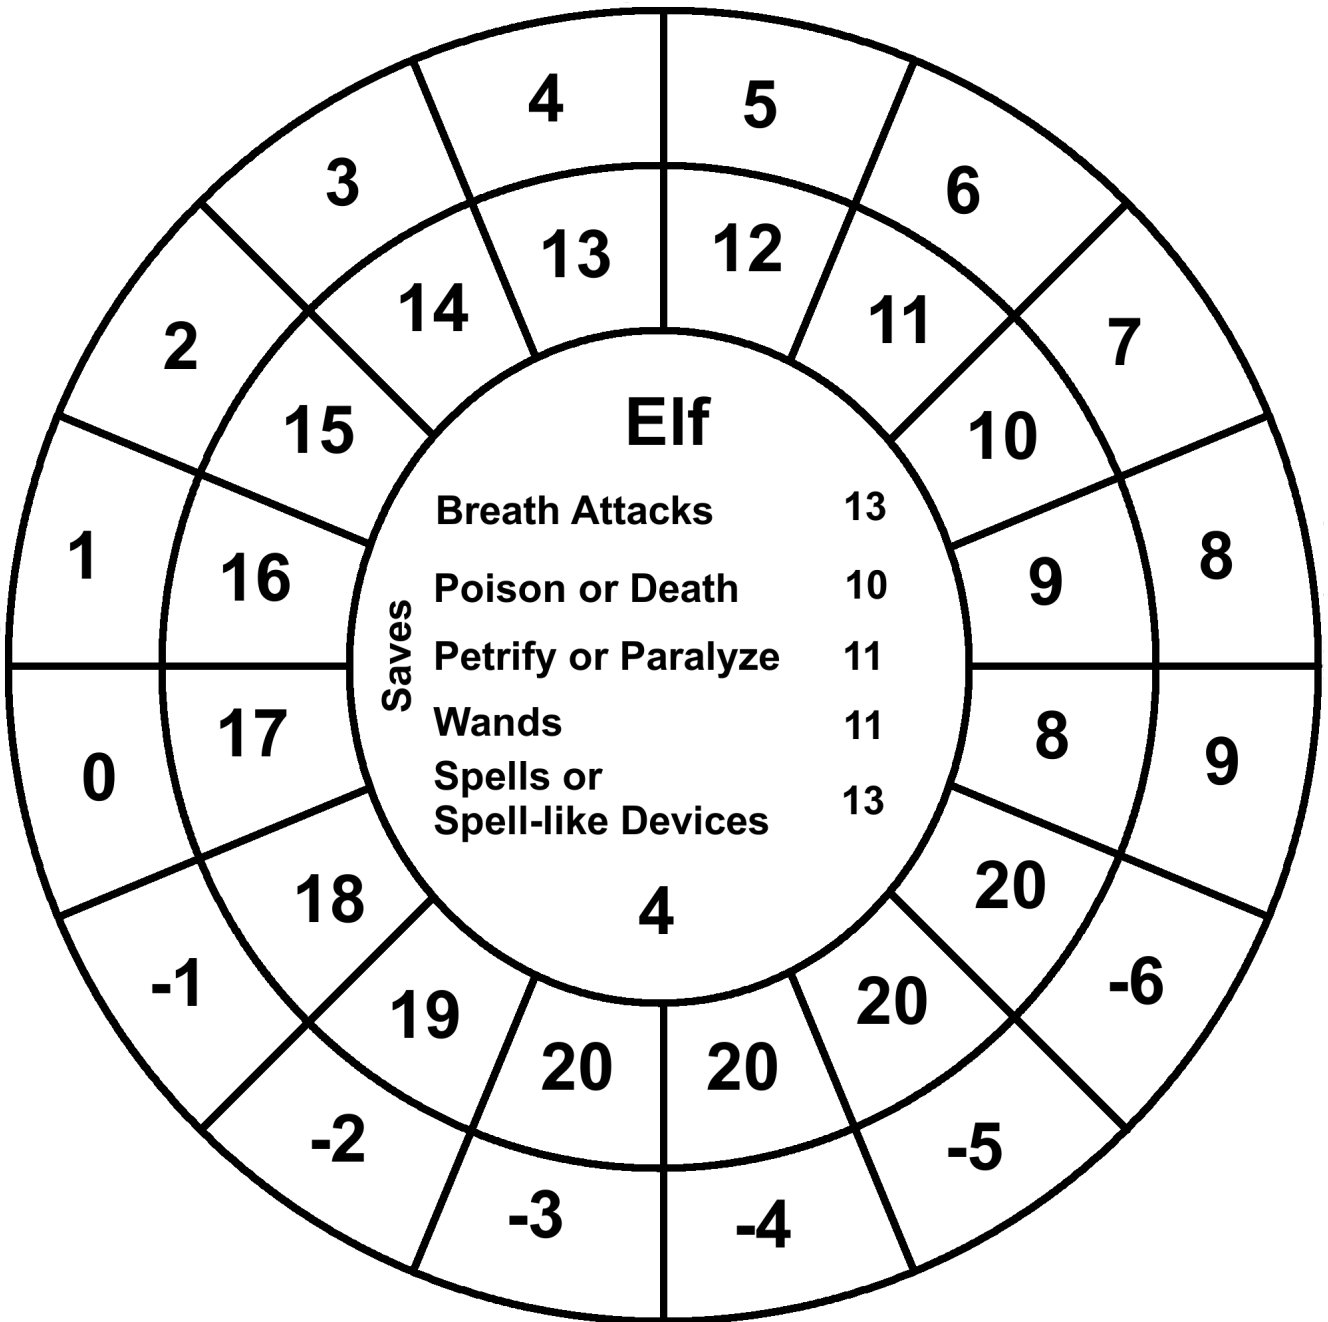 4 5
3 6
13 12
14 11
2 7
15 10
Elf
Breath Attacks 13
1 16 9 8
Poison or Death 10
Saves
Petrify or Paralyze 11
Wands 11
0 17 8 9
Spells or
Spell-like Devices 13
18 20
4
-1 -6
19 20
20 20
-2 -5
-3 -4